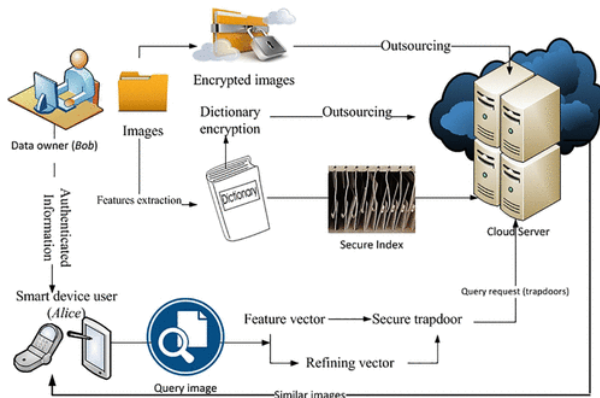 Outsourcing
Encrypted images
Dictionary
encryption
Outsourcing
Images
Data owner (Bob)
Features extraction
Dictionary
Secure Index
Cloud Server
Authenticated
Information
Query request (trapdoors)
Smart device user
(Alice)
Feature vector
Secure trapdoor
Refining vector
Query image
Similar images